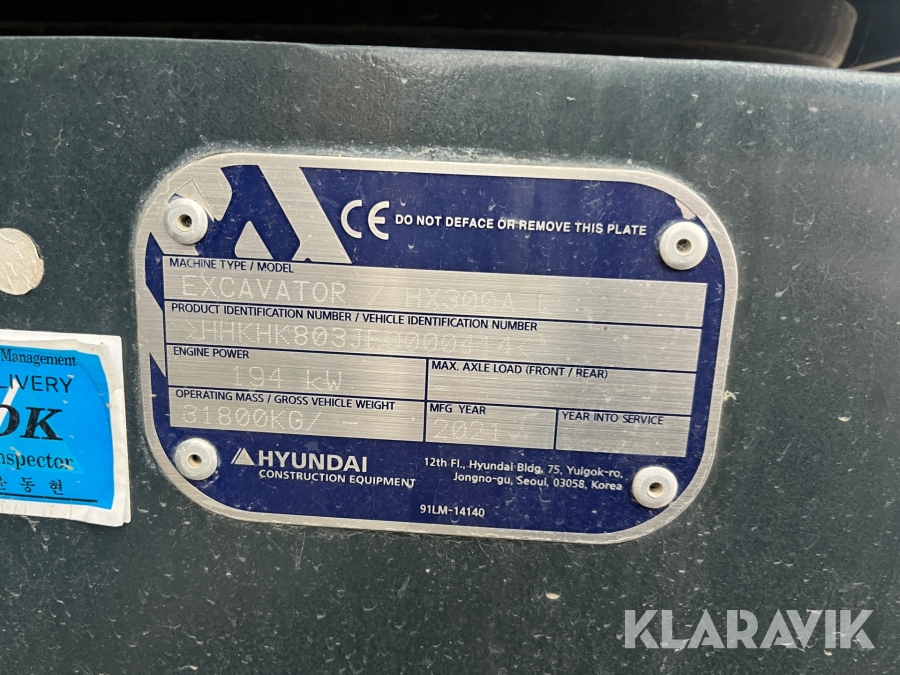 CE DO NOT DEFACE OR REMOVE THIS PLATE
MACHINE TYPE / MODEL
EXCAVATOR / HX300A L
PRODUCT IDENTIFICATION NUMBER / VEHICLE IDENTIFICATION NUMBER
ENGINE POWER
194 kW
MAX. AXLE LOAD (FRONT / REAR)
OPERATING MASS / GROSS VEHICLE WEIGHT
31800KG/ -
MFG YEAR
2021
YEAR INTO SERVICE
HYUNDAI
CONSTRUCTION EQUIPMENT
12th Fl., Hyundai Bldg. 75, Yulgok-ro,
Jongno-gu, Seoul, 03058, Korea
91LM-14140
Management
LIVERY
OK
nspector
동현
KLARAVIK